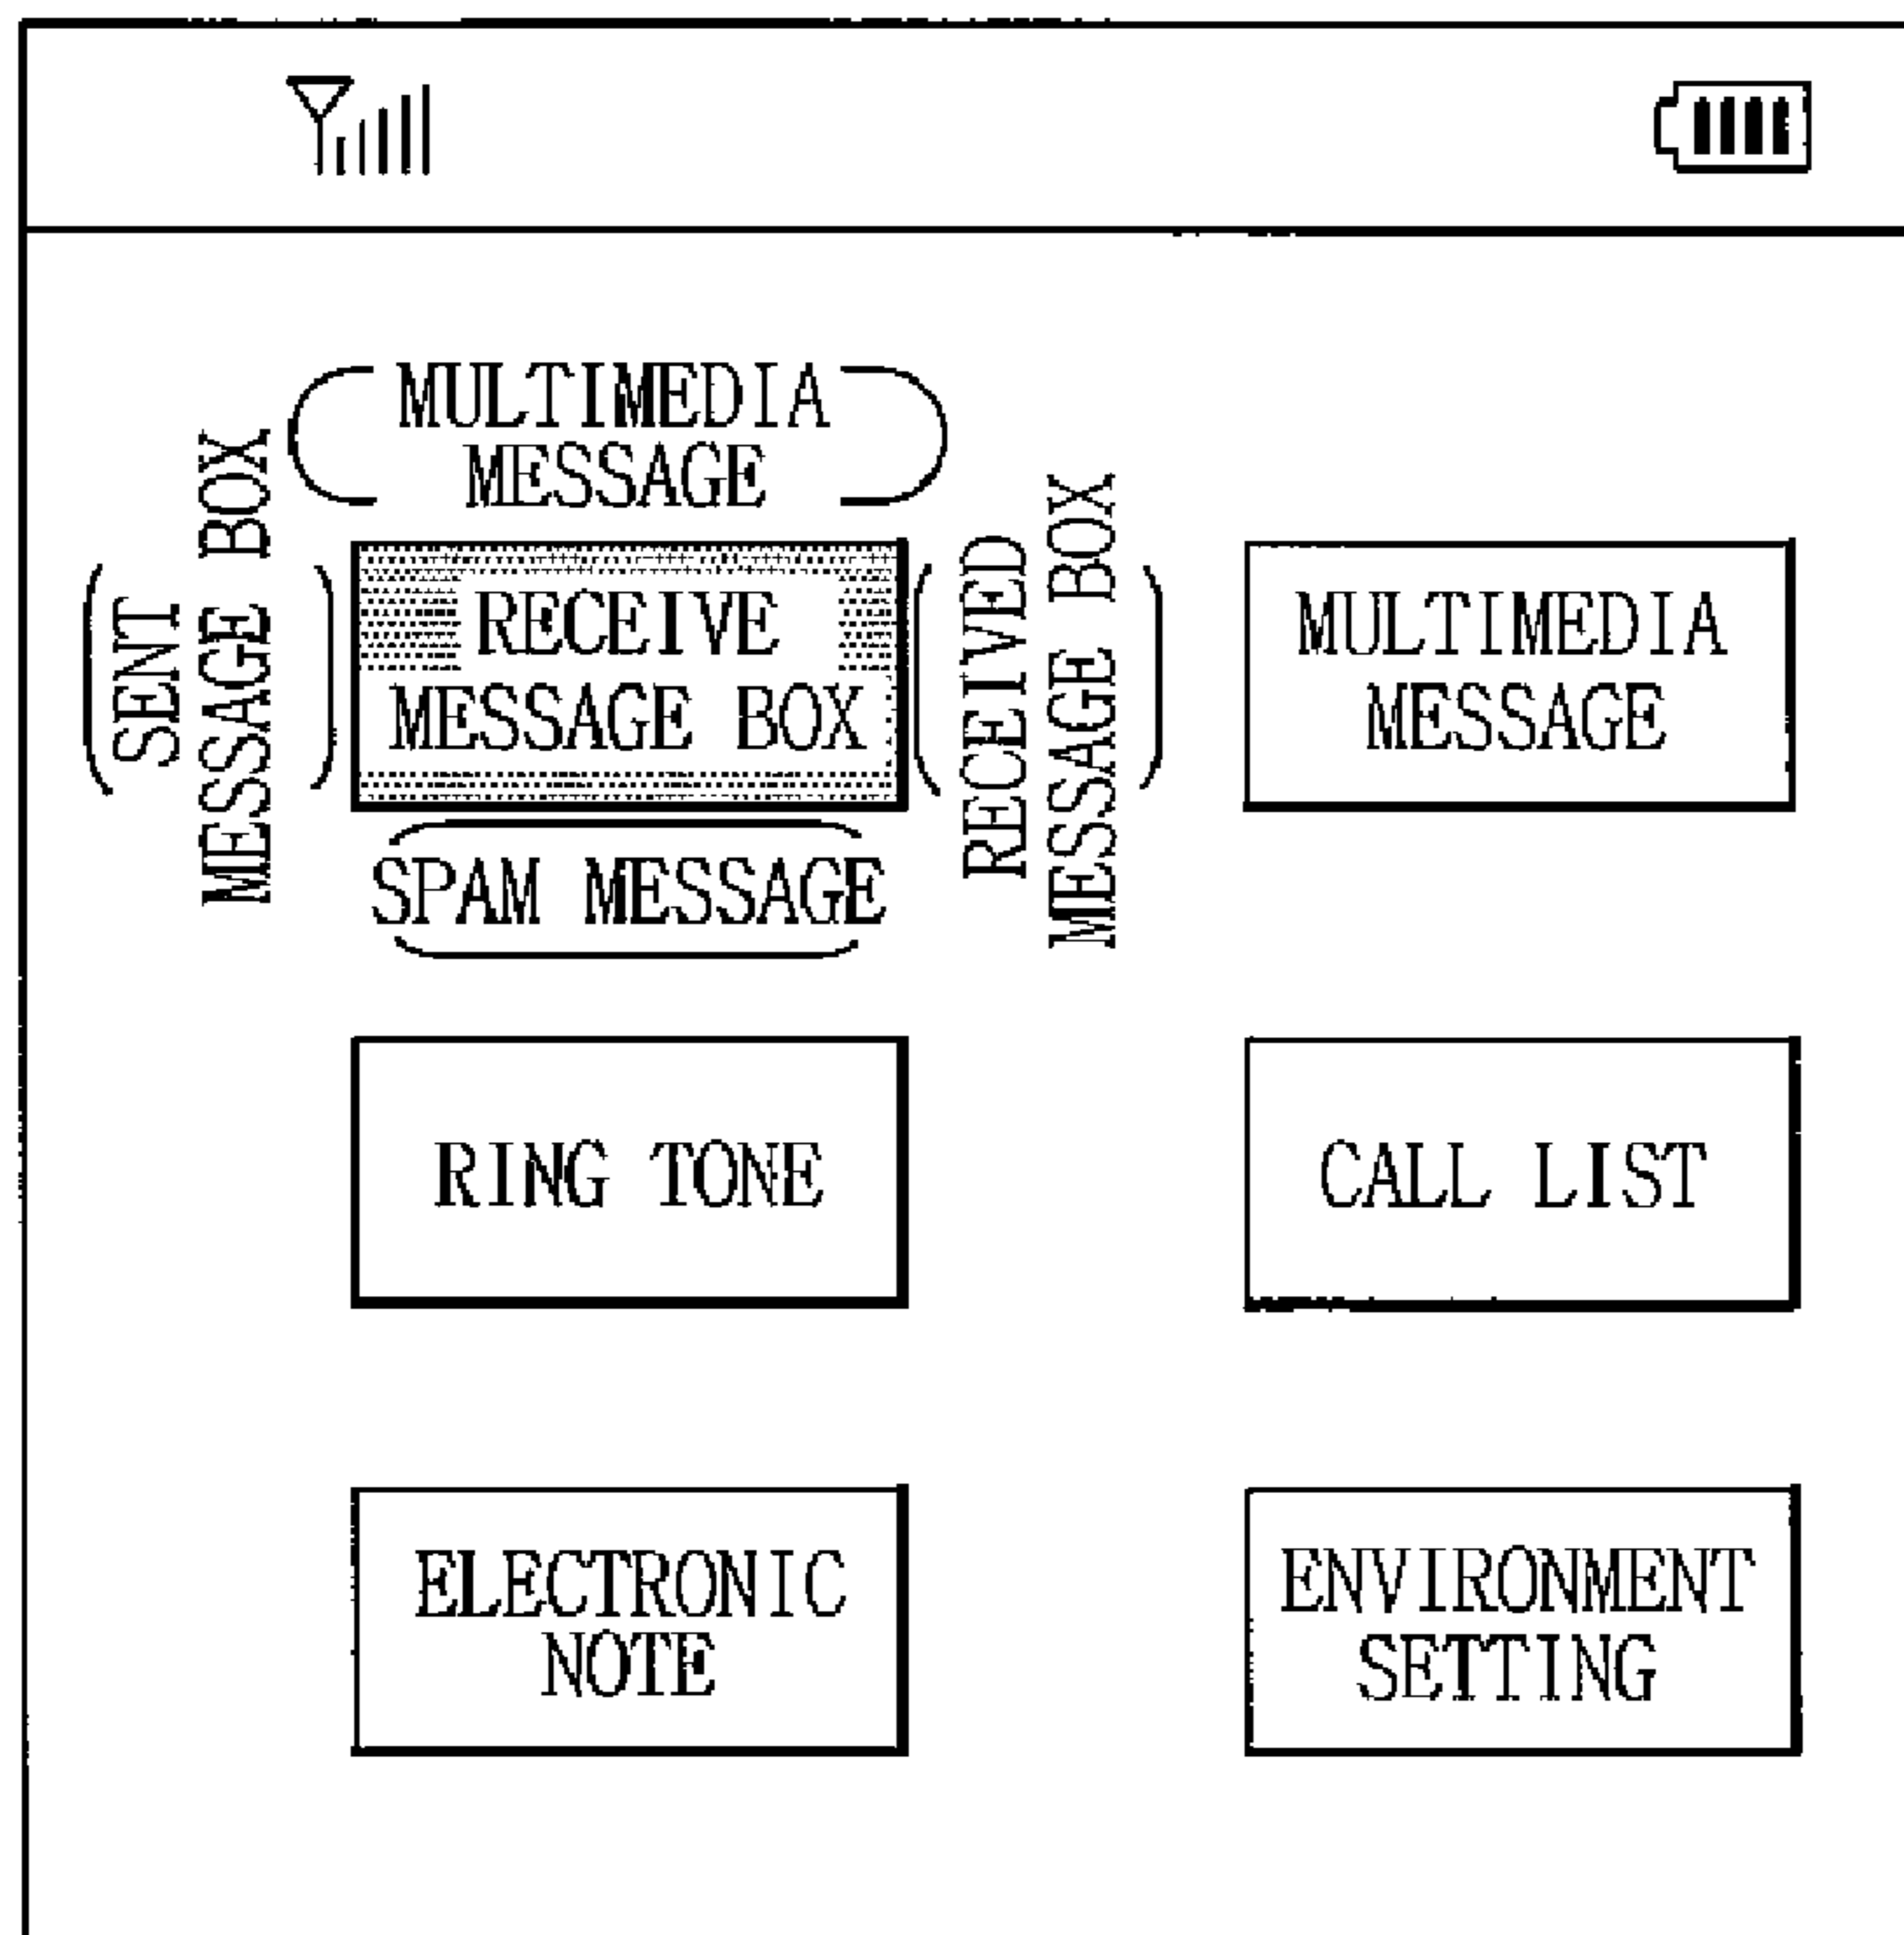 MULTIMEDIA
MESSAGE
SENT
MESSAGE BOX
RECEIVE
MESSAGE BOX
RECEIVED
MESSAGE BOX
SPAM MESSAGE
MULTIMEDIA
MESSAGE
RING TONE
CALL LIST
ELECTRONIC
NOTE
ENVIRONMENT
SETTING